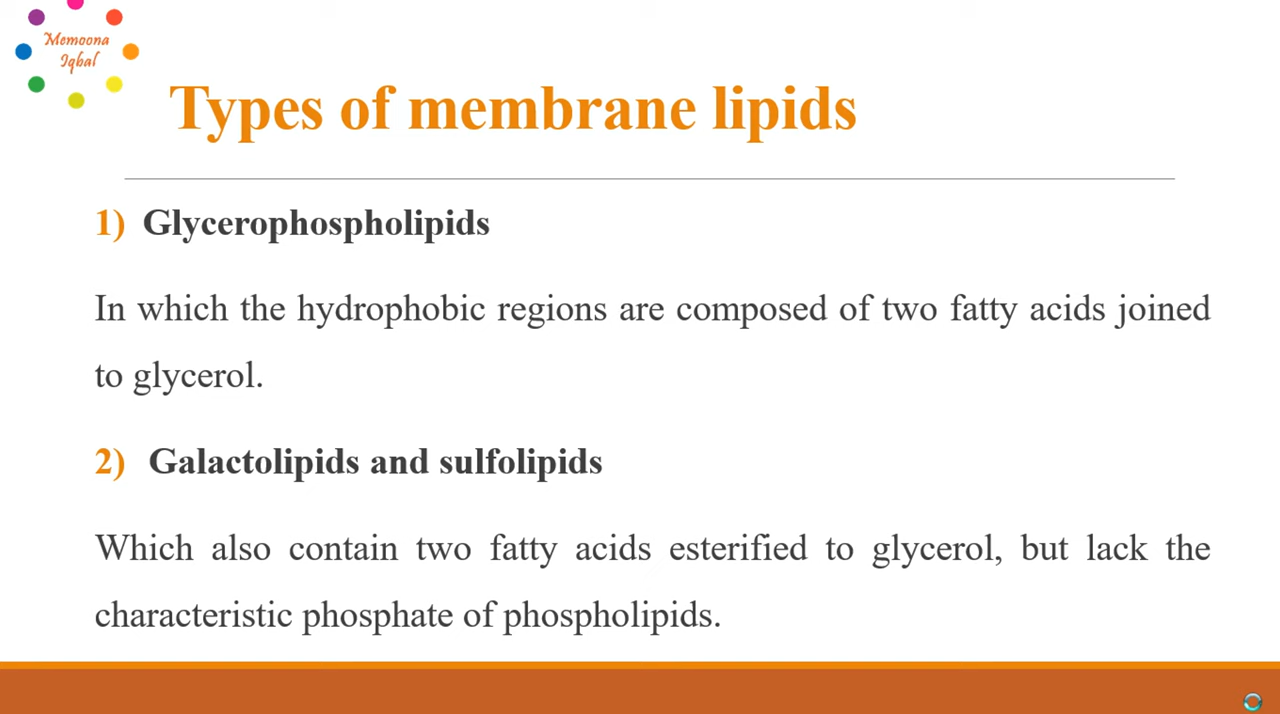 Memoona
Iqbal
Types of membrane lipids
1) Glycerophospholipids
In which the hydrophobic regions are composed of two fatty acids joined
to glycerol.
2) Galactolipids and sulfolipids
Which also contain two fatty acids esterified to glycerol, but lack the
characteristic phosphate of phospholipids.